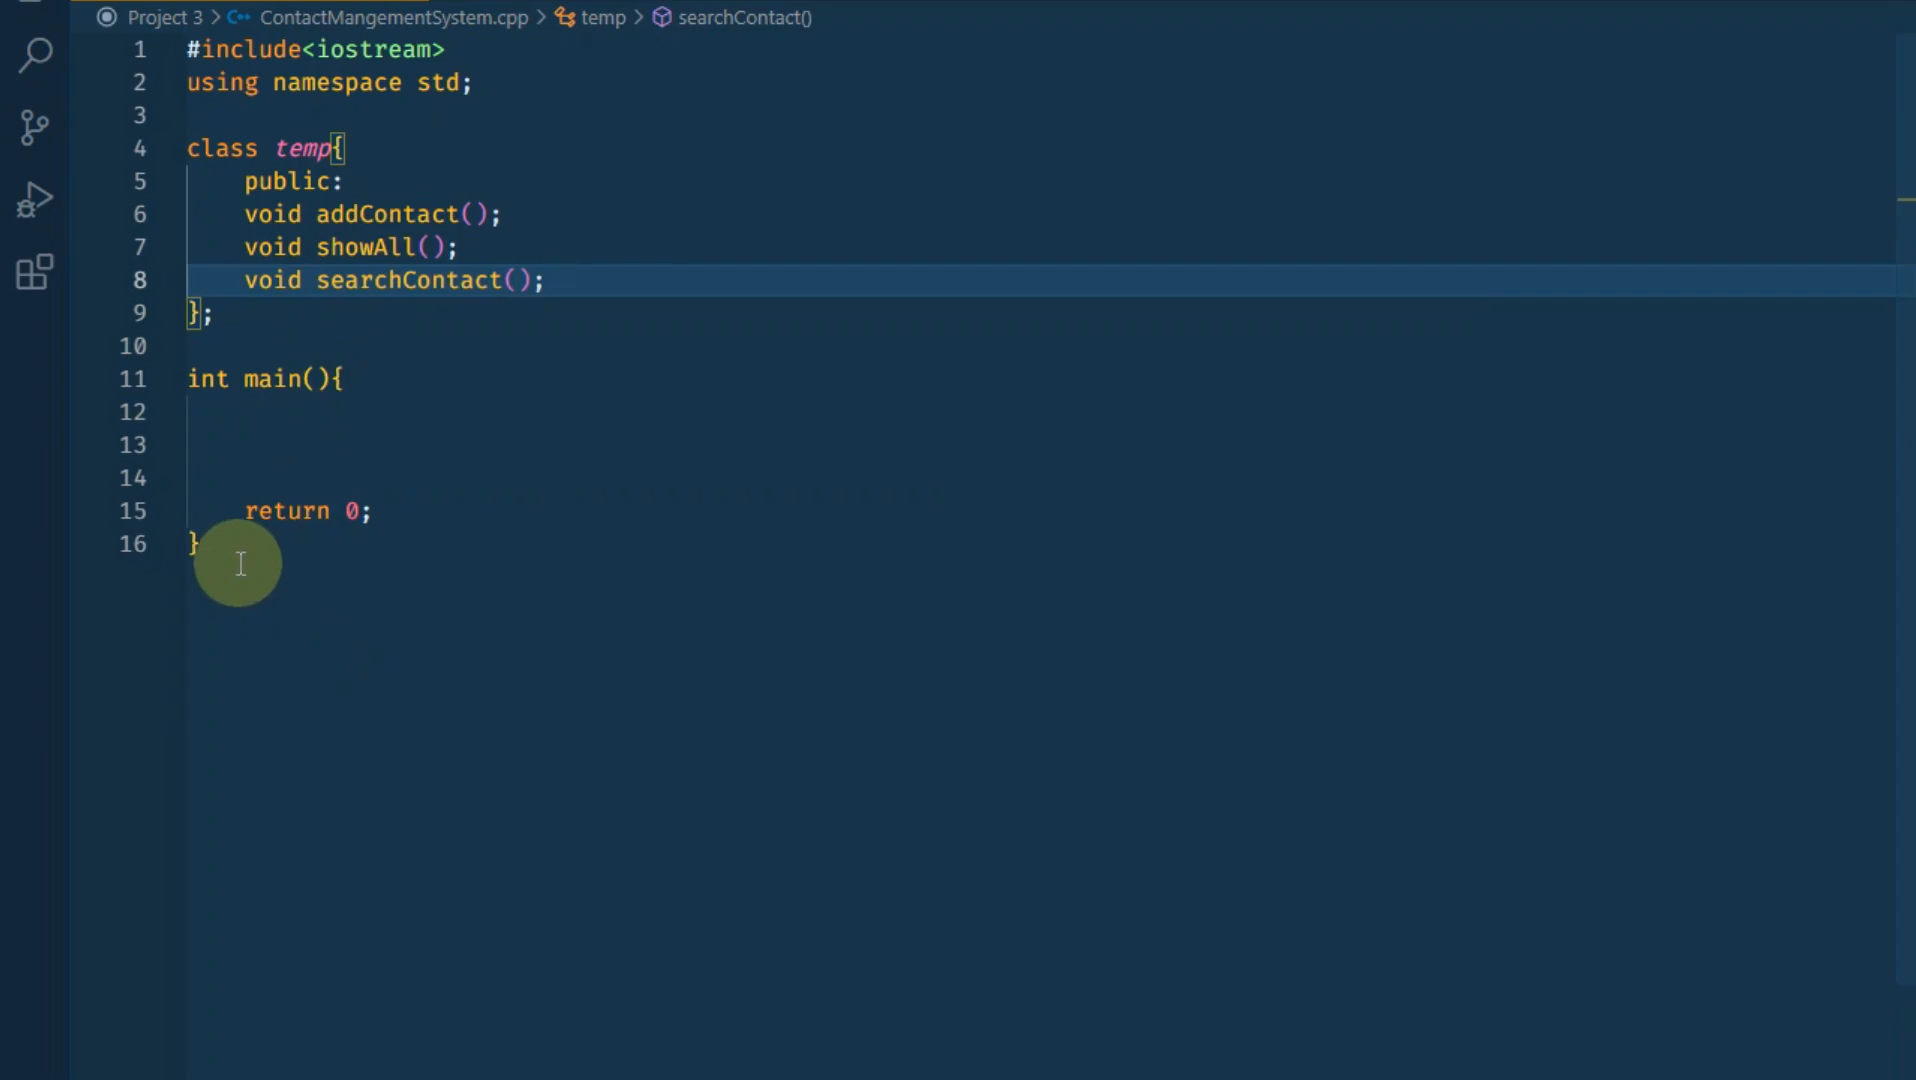 Project 3 > C++ ContactMangementSystem.cpp > temp > searchContact()
1 #include<iostream>
2 using namespace std;
3
4 class temp{
5 public:
6 void addContact();
7 void showAll();
8 void searchContact();
9 };
10
11 int main(){
12
13
14
15 return 0;
16 }